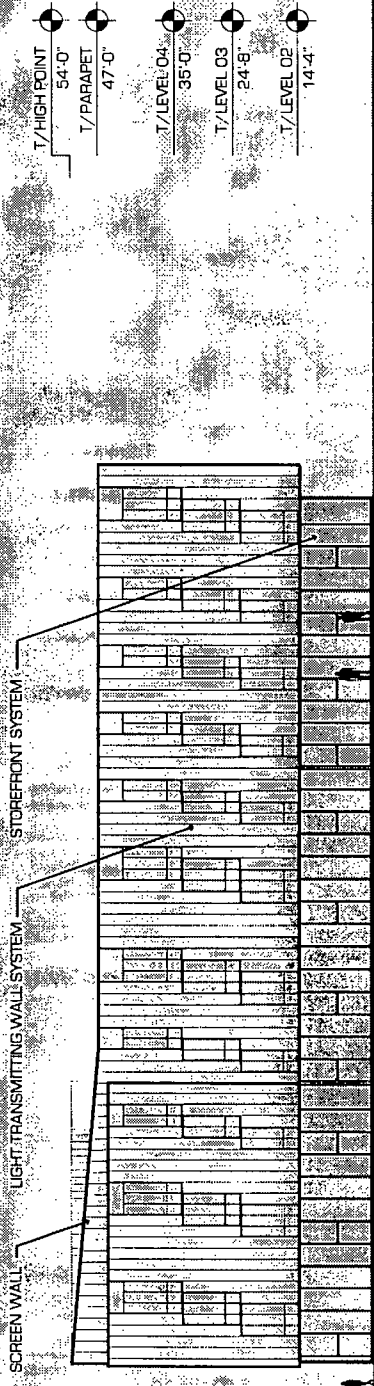 SCREEN WALL
LIGHT TRANSMITTING WALL SYSTEM
STOREFRONT SYSTEM
T/HIGH POINT
54'-0"
T/PARAPET
47'-0"
T/LEVEL 04
35'-0"
T/LEVEL 03
24'-8"
T/LEVEL 02
14'-4"